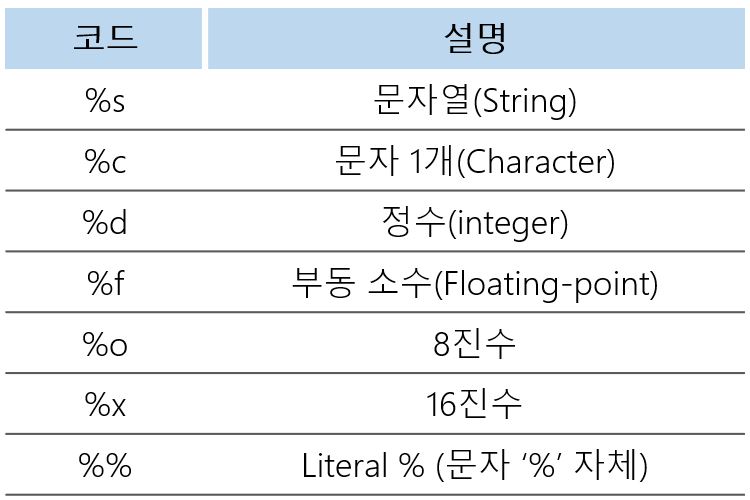 코드 설명
%s 문자열(String)
%c 문자 1개(Character)
%d 정수(integer)
%f 부동 소수(Floating-point)
%o 8진수
%x 16진수
%% Literal % (문자 ‘%’ 자체)